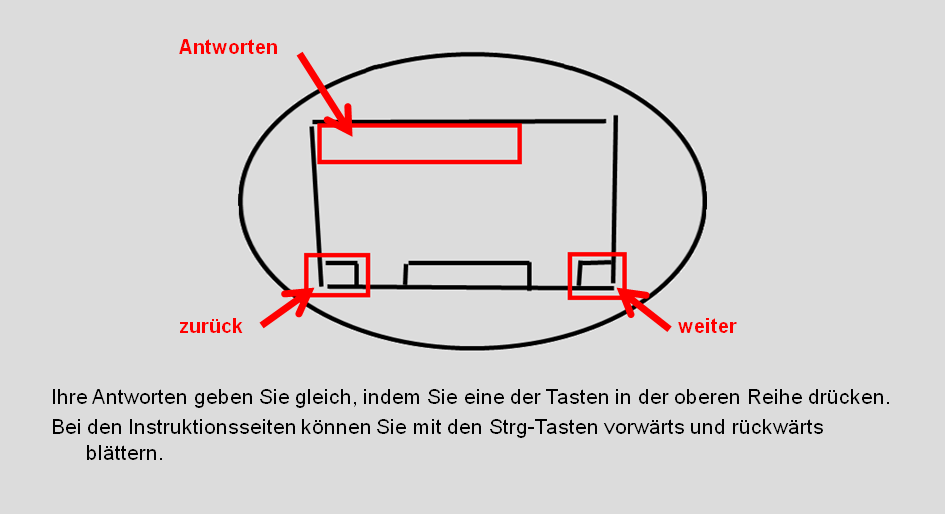 Antworten
zurück
weiter
Ihre Antworten geben Sie gleich, indem Sie eine der Tasten in der oberen Reihe drücken.
Bei den Instruktionsseiten können Sie mit den Strg-Tasten vorwärts und rückwärts
blättern.